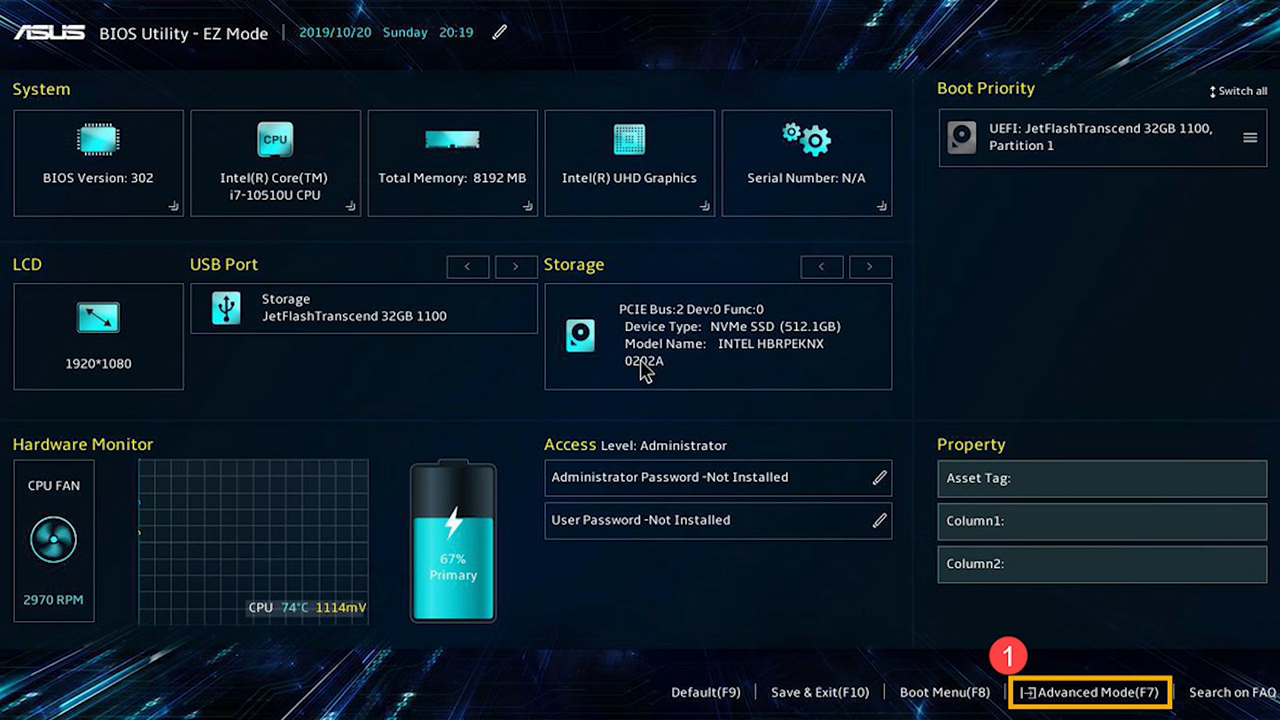 ASUS BIOS Utility - EZ Mode 2019/10/20 Sunday 20:19
System
BIOS Version: 302
Intel(R) Core(TM)
i7-10510U CPU
CPU
Total Memory: 8192 MB
Intel(R) UHD Graphics
Serial Number: N/A
Boot Priority
Switch all
UEFI: JetFlashTranscend 32GB 1100,
Partition 1
LCD
1920*1080
USB Port
< >
Storage
JetFlashTranscend 32GB 1100
Storage
< >
PCIE Bus:2 Dev:0 Func:0
Device Type: NVMe SSD (512.1GB)
Model Name: INTEL HBRPEKNX
0202A
Hardware Monitor
CPU FAN
2970 RPM
CPU 74°C 1114mV
67%
Primary
Access Level: Administrator
Administrator Password -Not Installed
User Password -Not Installed
Property
Asset Tag:
Column1:
Column2:
1
Default(F9) | Save & Exit(F10) | Boot Menu(F8) | Advanced Mode(F7) | Search on FAQ